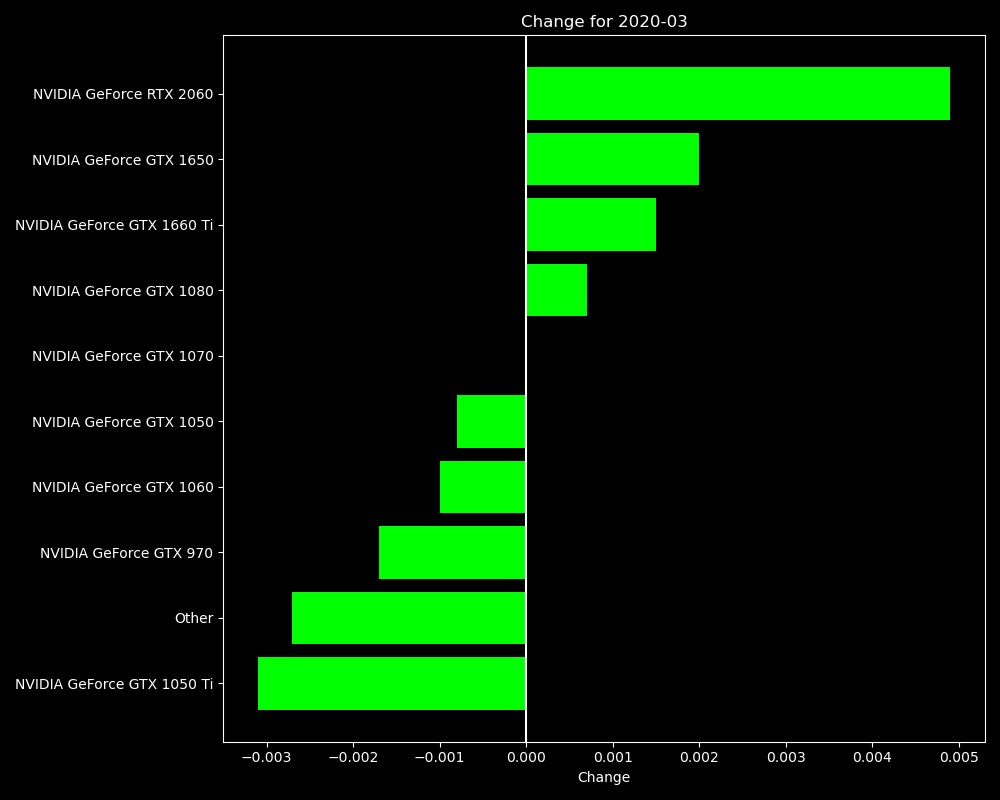 Change for 2020-03
NVIDIA GeForce RTX 2060
NVIDIA GeForce GTX 1650
NVIDIA GeForce GTX 1660 Ti
NVIDIA GeForce GTX 1080
NVIDIA GeForce GTX 1070
NVIDIA GeForce GTX 1050
NVIDIA GeForce GTX 1060
NVIDIA GeForce GTX 970
Other
NVIDIA GeForce GTX 1050 Ti
−0.003 −0.002 −0.001 0.000 0.001 0.002 0.003 0.004 0.005
Change